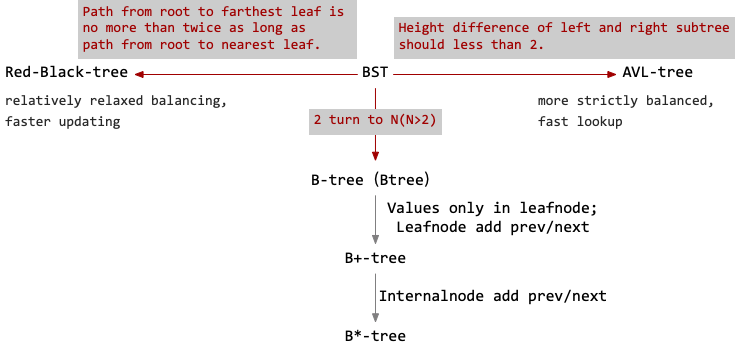 Path from root to farthest leaf is
no more than twice as long as
path from root to nearest leaf.
Height difference of left and right subtree
should less than 2.
Red-Black-tree
BST
AVL-tree
relatively relaxed balancing,
faster updating
more strictly balanced,
fast lookup
2 turn to N(N>2)
B-tree (Btree)
Values only in leafnode;
Leafnode add prev/next
B+-tree
Internalnode add prev/next
B*-tree